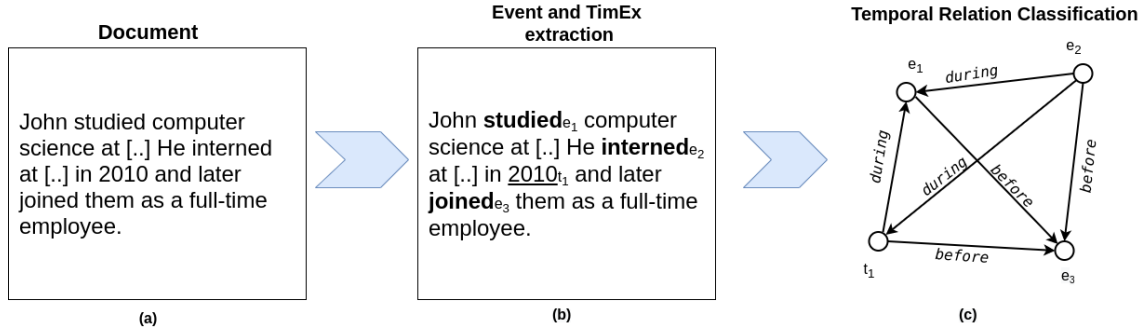 Document
Event and TimEx
extraction
Temporal Relation Classification
John studied computer
science at [..] He interned
at [..] in 2010 and later
joined them as a full-time
employee.
John studiede1 computer
science at [..] He internede2
at [..] in 2010t1 and later
joinede3 them as a full-time
employee.
e1
e2
during
during
during
before
before
before
t1
e3
(a)
(b)
(c)